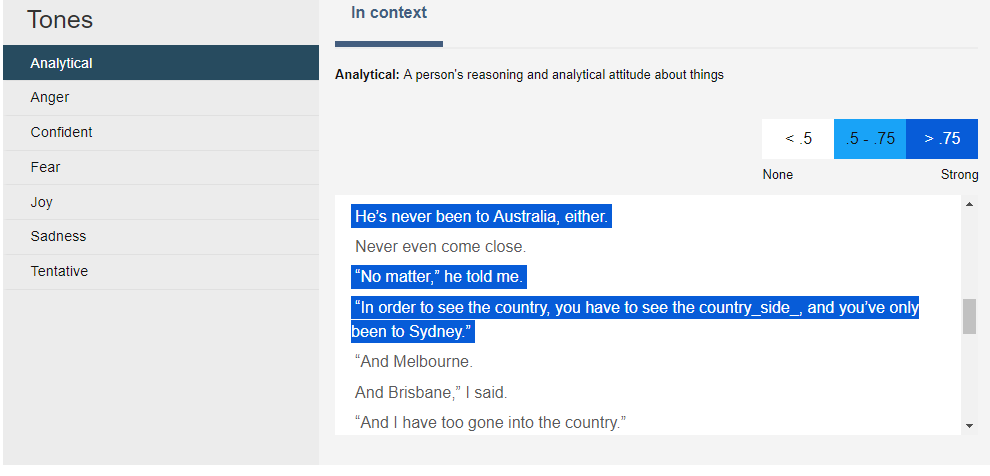 Tones
In context
Analytical
Anger
Confident
Fear
Joy
Sadness
Tentative
Analytical: A person's reasoning and analytical attitude about things
< .5
.5 - .75
> .75
None
Strong
He’s never been to Australia, either.
Never even come close.
“No matter,” he told me.
“In order to see the country, you have to see the country_side_, and you’ve only
been to Sydney.”
“And Melbourne.
And Brisbane,” I said.
“And I have too gone into the country.”